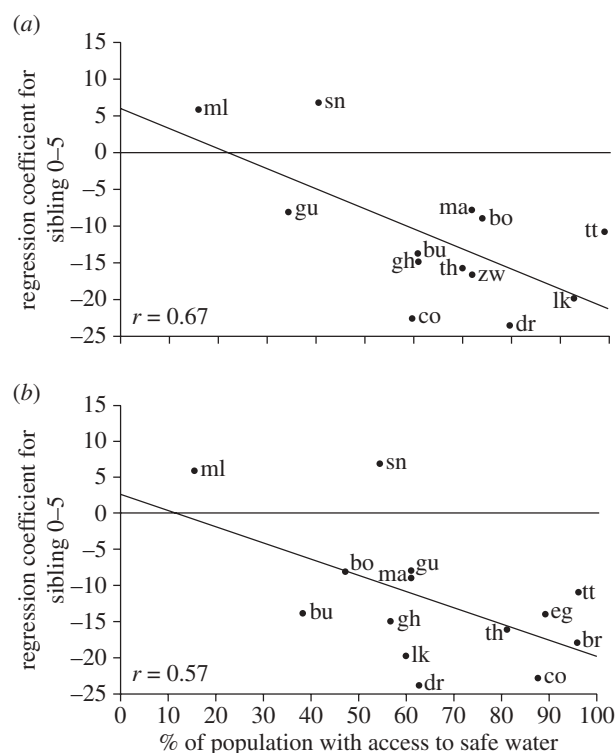 (a)
15
10
5
0
−5
−10
−15
−20
−25
regression coefficient for
sibling 0–5
ml
sn
gu
ma
bo
tt
bu
gh
th
zw
lk
co
dr
r = 0.67
(b)
15
10
5
0
−5
−10
−15
−20
−25
regression coefficient for
sibling 0–5
ml
sn
bo
gu
ma
tt
bu
gh
eg
th
br
lk
co
dr
r = 0.57
0 10 20 30 40 50 60 70 80 90 100
% of population with access to safe water